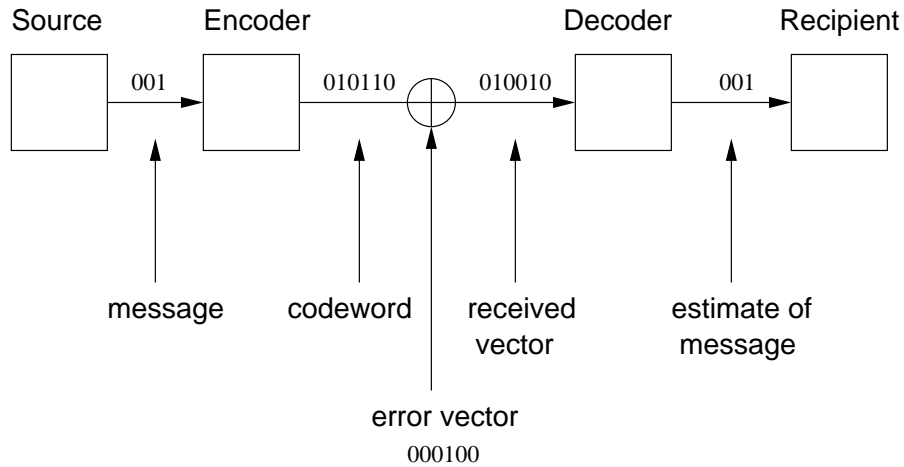 Source
Encoder
Decoder
Recipient
001
010110
010010
001
message
codeword
received
vector
estimate of
message
error vector
000100